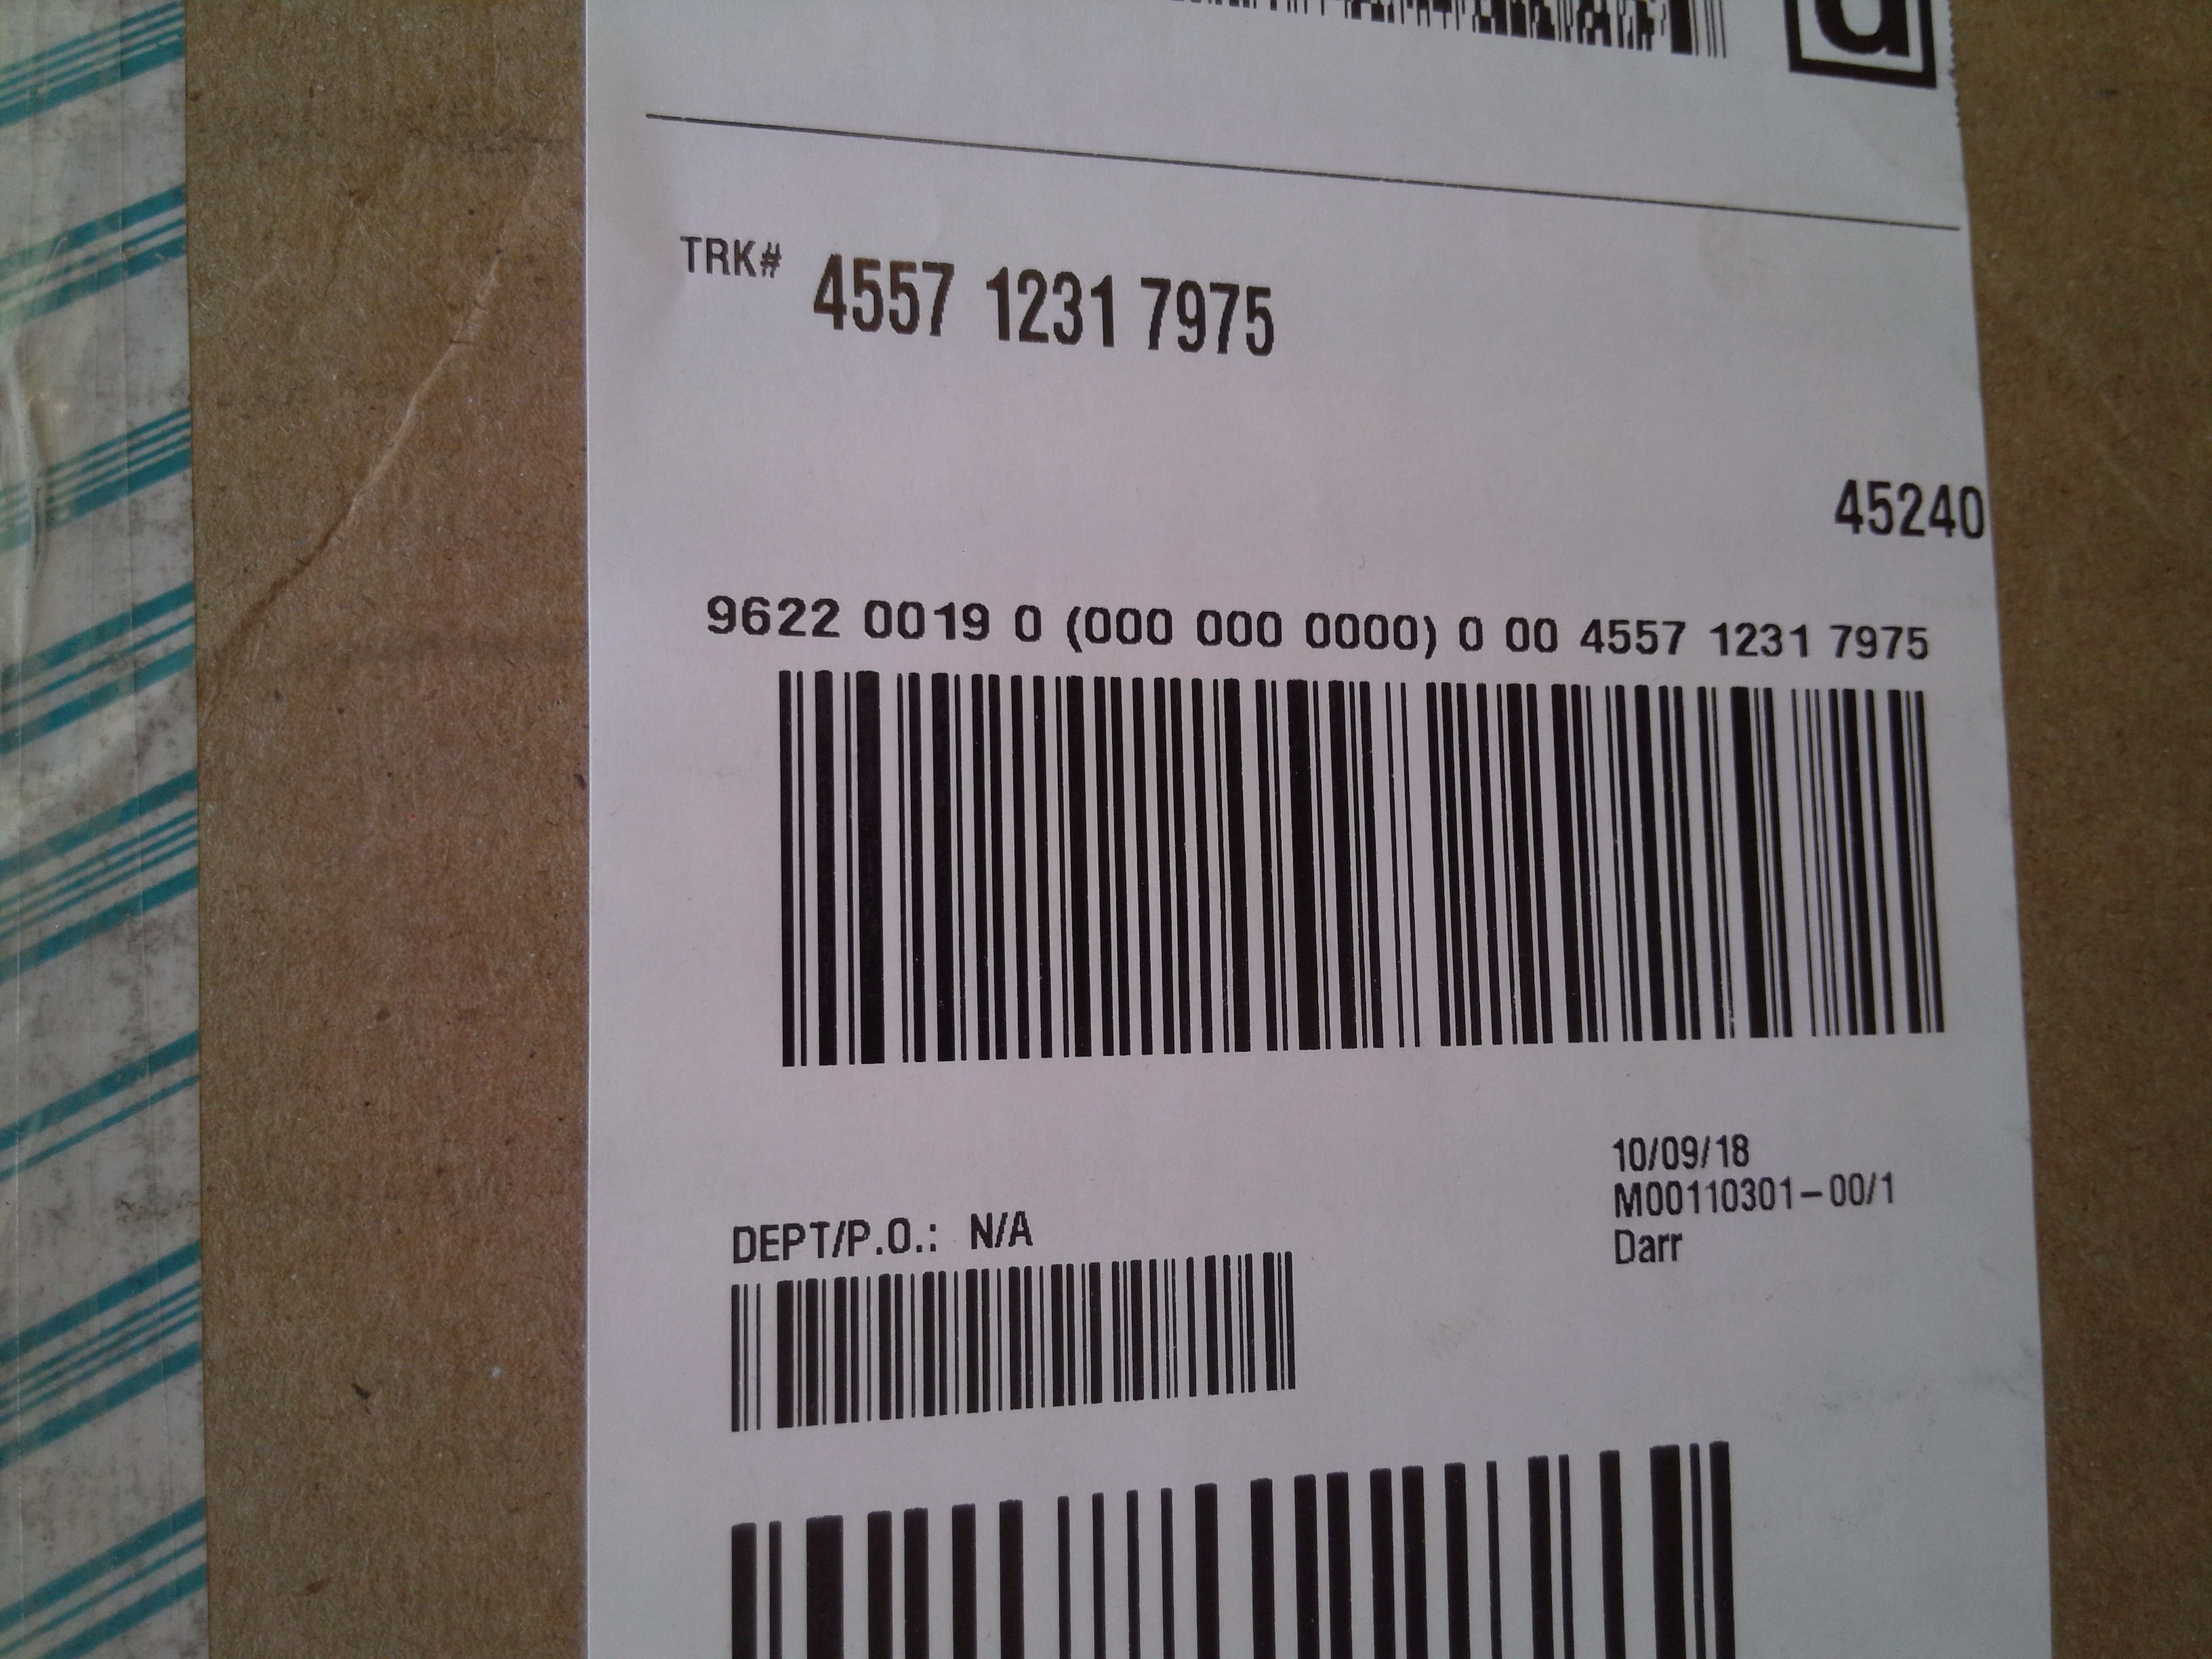 TRK# 4557 1231 7975
45240
9622 0019 0 (000 000 0000) 0 00 4557 1231 7975
10/09/18
M00110301-00/1
Darr
DEPT/P.O.: N/A